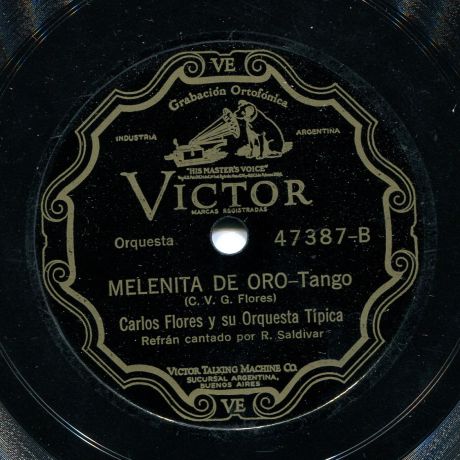 VE
Grabación Ortofónica
INDUSTRIA ARGENTINA
"HIS MASTER'S VOICE"
VICTOR
MARCAS REGISTRADAS
Orquesta 47387-B
MELENITA DE ORO-Tango
(C. V. G. Flores)
Carlos Flores y su Orquesta Típica
Refrán cantado por R. Saldivar
VICTOR TALKING MACHINE CO.
SUCURSAL ARGENTINA,
BUENOS AIRES
VE